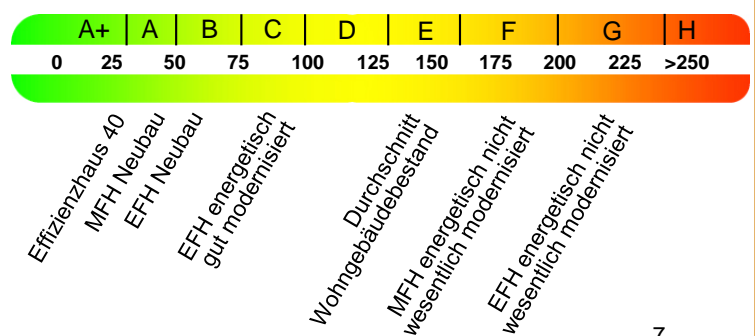 A+ A B C D E F G H
0 25 50 75 100 125 150 175 200 225 >250
Effizienzhaus 40
MFH Neubau
EFH Neubau
EFH energetisch
gut modernisiert
Durchschnitt
Wohngebäudebestand
MFH energetisch nicht
wesentlich modernisiert
EFH energetisch nicht
wesentlich modernisiert
7